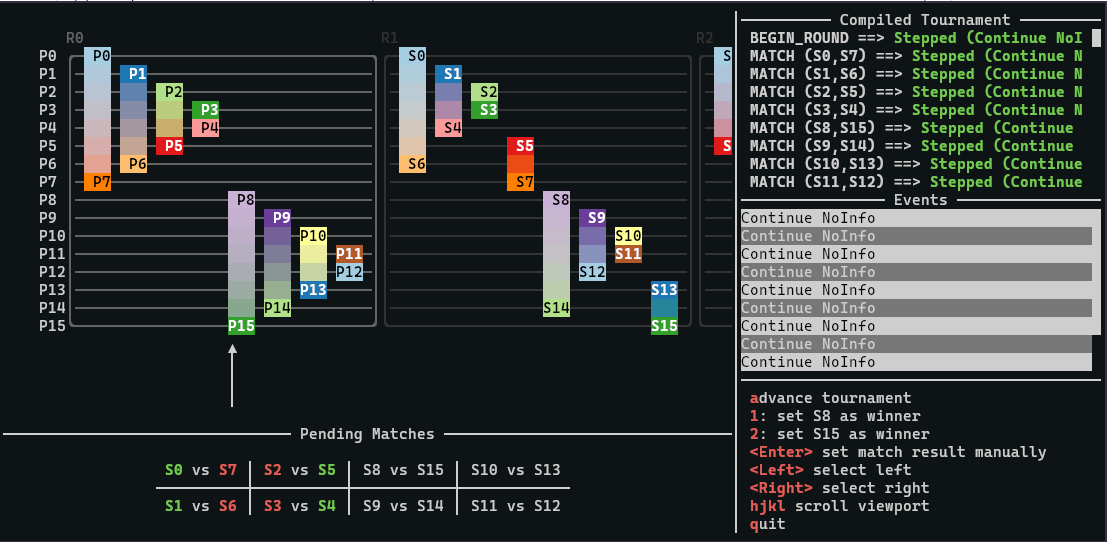 R0 R1 R2
P0 P0 S0 S
P1 P1 S1
P2 P2 S2
P3 P3 S3
P4 P4 S4
P5 P5 S5 S
P6 P6 S6
P7 P7 S7
P8 P8 S8
P9 P9 S9
P10 P10 S10
P11 P11 S11
P12 P12 S12
P13 P13 S13
P14 P14 S14
P15 P15 S15
Pending Matches
S0 vs S7 S2 vs S5 S8 vs S15 S10 vs S13
S1 vs S6 S3 vs S4 S9 vs S14 S11 vs S12
Compiled Tournament
BEGIN_ROUND ==> Stepped (Continue NoI
MATCH (S0,S7) ==> Stepped (Continue N
MATCH (S1,S6) ==> Stepped (Continue N
MATCH (S2,S5) ==> Stepped (Continue N
MATCH (S3,S4) ==> Stepped (Continue N
MATCH (S8,S15) ==> Stepped (Continue
MATCH (S9,S14) ==> Stepped (Continue
MATCH (S10,S13) ==> Stepped (Continue
MATCH (S11,S12) ==> Stepped (Continue
Events
Continue NoInfo
Continue NoInfo
Continue NoInfo
Continue NoInfo
Continue NoInfo
Continue NoInfo
Continue NoInfo
Continue NoInfo
Continue NoInfo
advance tournament
1: set S8 as winner
2: set S15 as winner
<Enter> set match result manually
<Left> select left
<Right> select right
hjkl scroll viewport
quit